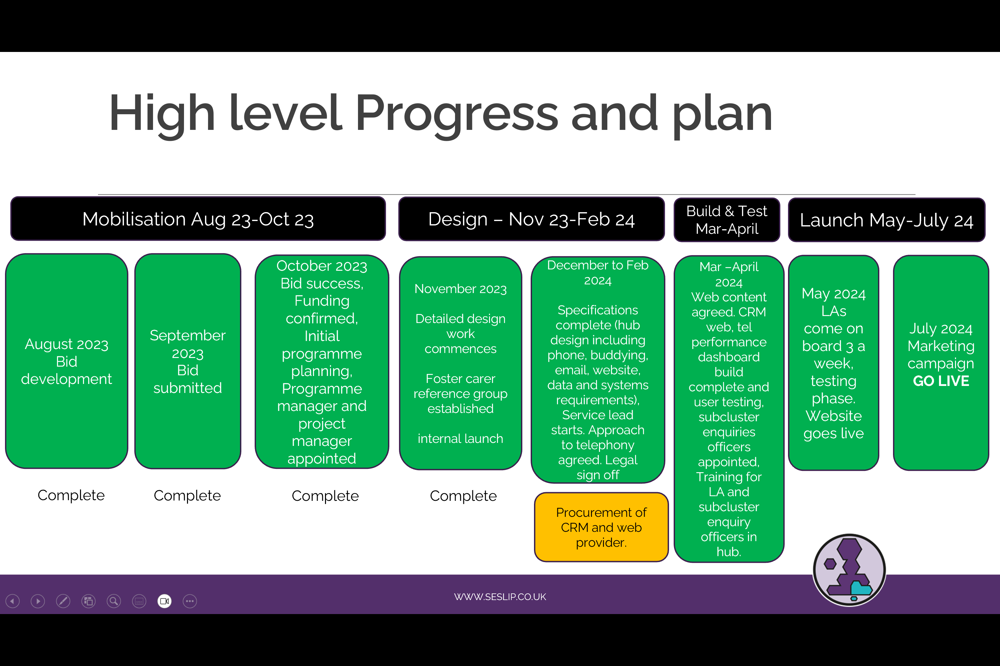 High level Progress and plan
Mobilisation Aug 23-Oct 23
Design – Nov 23-Feb 24
Build & Test
Mar-April
Launch May-July 24
August 2023
Bid
development
September
2023
Bid
submitted
October 2023
Bid success,
Funding
confirmed,
Initial
programme
planning,
Programme
manager and
project
manager
appointed
November 2023
Detailed design
work
commences
Foster carer
reference group
established
internal launch
December to Feb
2024
Specifications
complete (hub
design including
phone, buddying,
email, website,
data and systems
requirements),
Service lead
starts. Approach
to telephony
agreed. Legal
sign off
Mar –April
2024
Web content
agreed. CRM
web, tel
performance
dashboard
build
complete and
user testing,
subcluster
enquiries
officers
appointed,
Training for
LA and
subcluster
enquiry
officers in
hub.
May 2024
LAs
come on
board 3 a
week,
testing
phase.
Website
goes live
July 2024
Marketing
campaign
GO LIVE
Complete
Complete
Complete
Complete
Procurement of
CRM and web
provider.
WWW.SESLIP.CO.UK